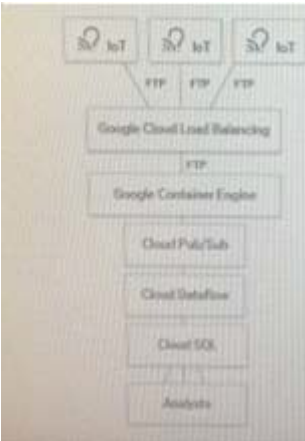 IoT IoT IoT
FTP FTP FTP
Google Cloud Load Balancing
FTP
Google Container Engine
Cloud Pub/Sub
Cloud Dataflow
Cloud SQL
Analysts